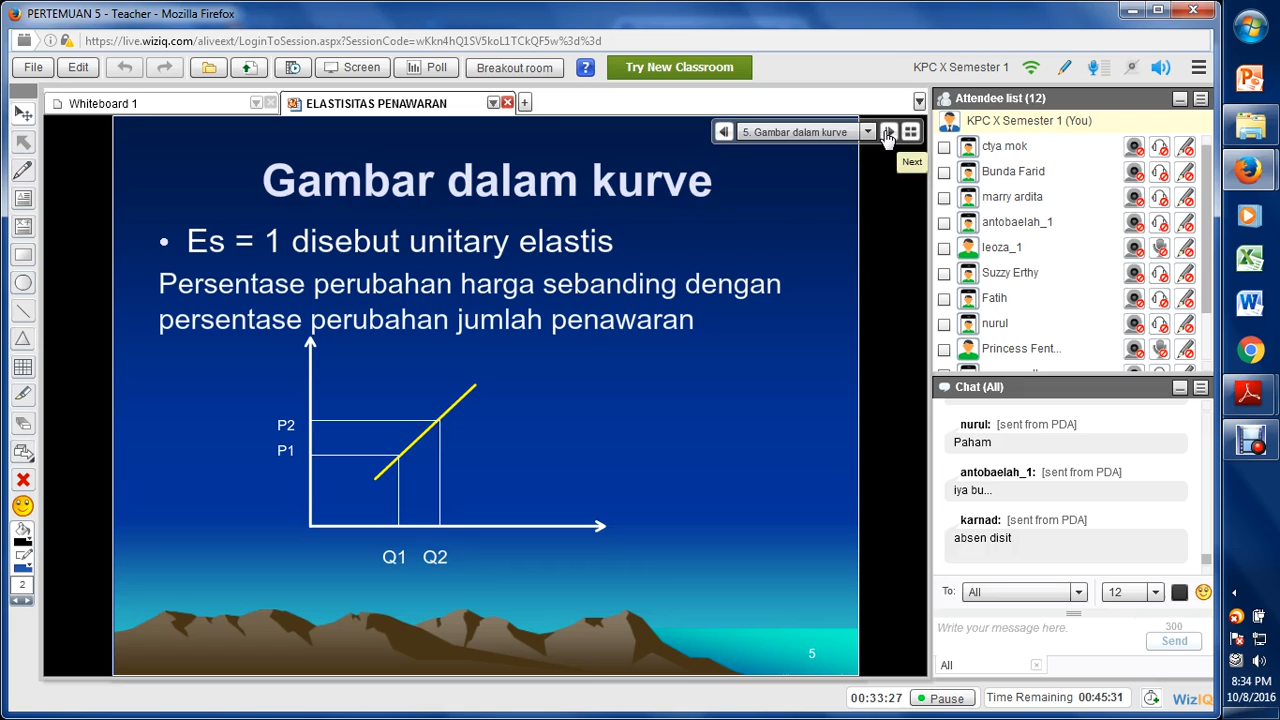 PERTEMUAN 5 - Teacher - Mozilla Firefox
https://live.wiziq.com/aliveext/LoginToSession.aspx?SessionCode=wKkn4hQ1SV5koL1TCkQF5w%3d%3d
File
Edit
Screen
Poll
Breakout room
?
Try New Classroom
KPC X Semester 1
Whiteboard 1
ELASTISITAS PENAWARAN
5. Gambar dalam kurve
Next
Gambar dalam kurve
• Es = 1 disebut unitary elastis
Persentase perubahan harga sebanding dengan
persentase perubahan jumlah penawaran
P2
P1
Q1 Q2
5
2
Attendee list (12)
KPC X Semester 1 (You)
ctya mok
Bunda Farid
marry ardita
antobaelah_1
leoza_1
Suzzy Erthy
Fatih
nurul
Princess Fent...
Chat (All)
nurul: [sent from PDA]
Paham
antobaelah_1: [sent from PDA]
iya bu...
karnad: [sent from PDA]
absen disit
To: All 12
Write your message here.
300
Send
All
00:33:27 Pause Time Remaining 00:45:31 WizIQ
8:34 PM
10/8/2016